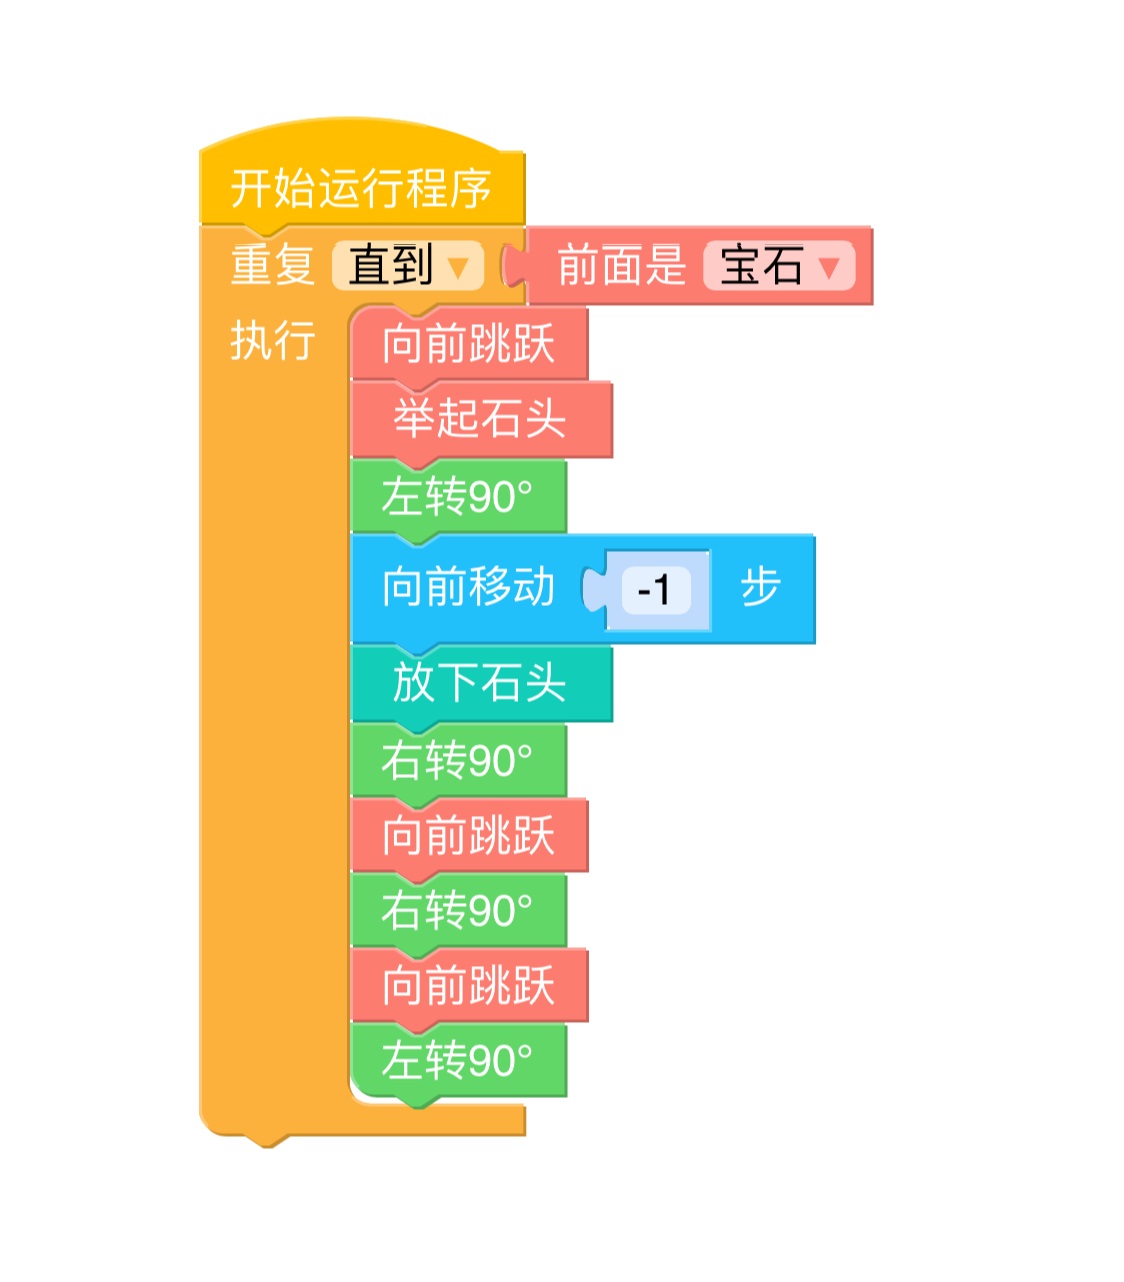 开始运行程序
重复 直到 ▼ 前面是 宝石 ▼
执行 向前跳跃
举起石头
左转90°
向前移动 -1 步
放下石头
右转90°
向前跳跃
右转90°
向前跳跃
左转90°